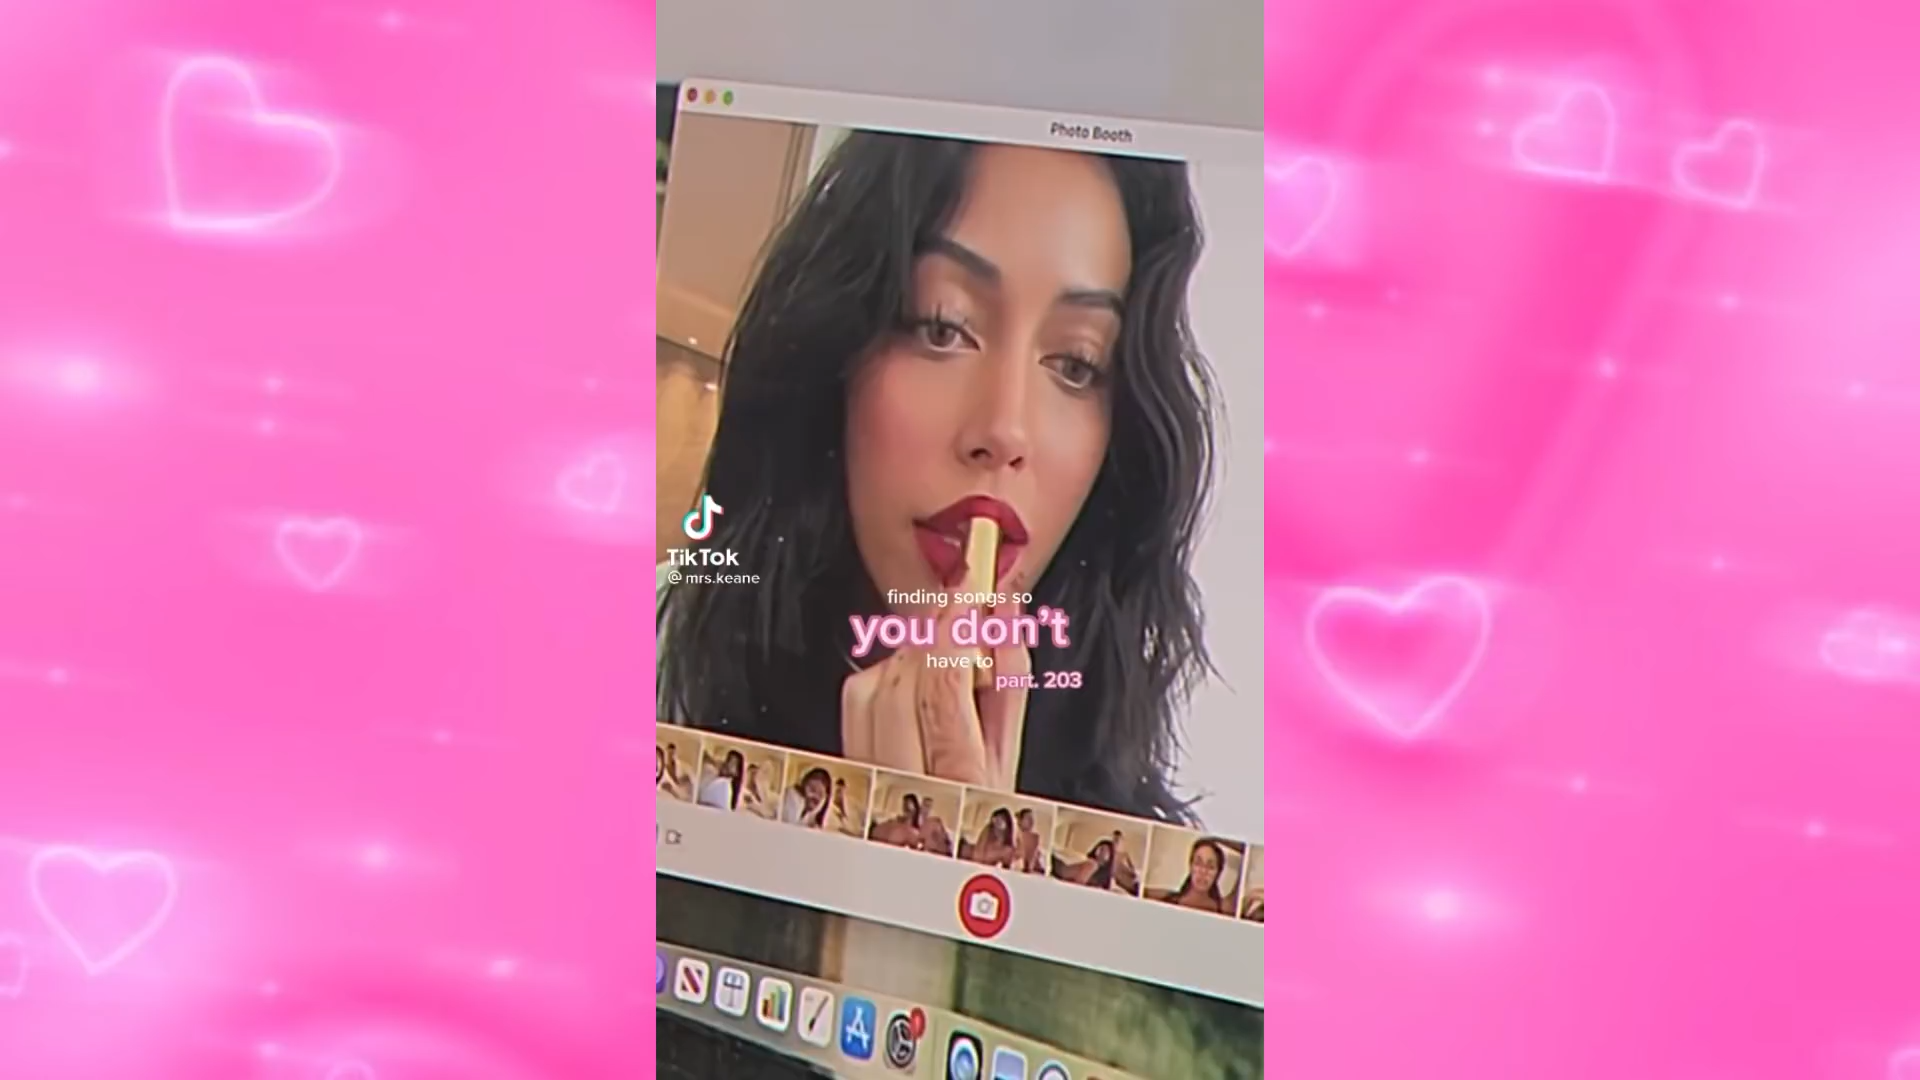 Photo Booth
TikTok
@ mrs.keane
finding songs so
you don't
have to
part. 203